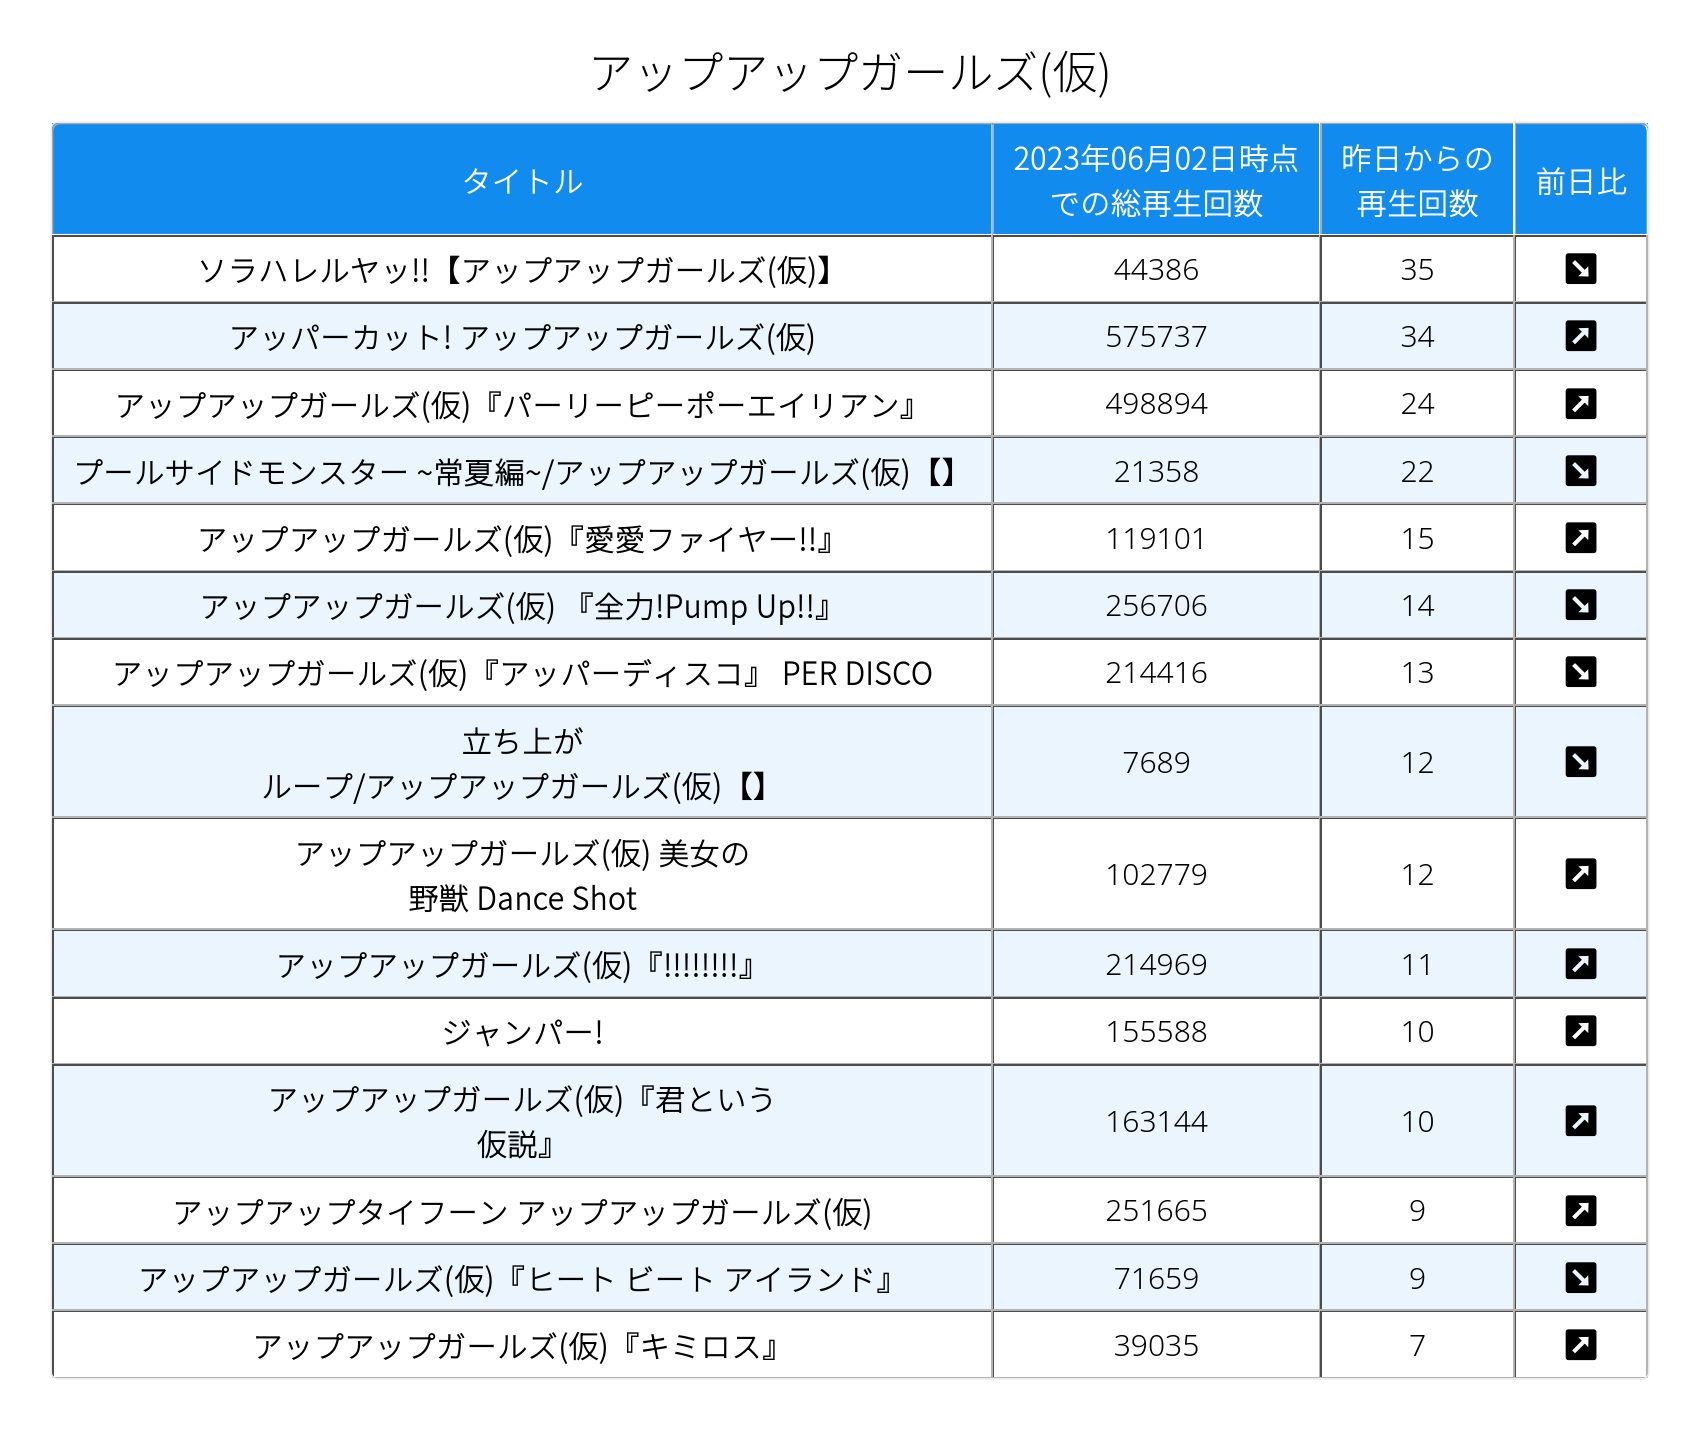 アップアップガールズ(仮)
タイトル
2023年06月02日時点
での総再生回数
昨日からの
再生回数
前日比
ソラハレルヤッ!!【アップアップガールズ(仮)】
44386
35
アッパーカット! アップアップガールズ(仮)
575737
34
アップアップガールズ(仮)『パーリーピーポーエイリアン』
498894
24
プールサイドモンスター ~常夏編~/アップアップガールズ(仮)【】
21358
22
アップアップガールズ(仮)『愛愛ファイヤー!!』
119101
15
アップアップガールズ(仮) 『全力!Pump Up!!』
256706
14
アップアップガールズ(仮)『アッパーディスコ』 PER DISCO
214416
13
立ち上が
ループ/アップアップガールズ(仮)【】
7689
12
アップアップガールズ(仮) 美女の
野獣 Dance Shot
102779
12
アップアップガールズ(仮)『!!!!!!!!』
214969
11
ジャンパー!
155588
10
アップアップガールズ(仮)『君という
仮説』
163144
10
アップアップタイフーン アップアップガールズ(仮)
251665
9
アップアップガールズ(仮)『ヒート ビート アイランド』
71659
9
アップアップガールズ(仮)『キミロス』
39035
7